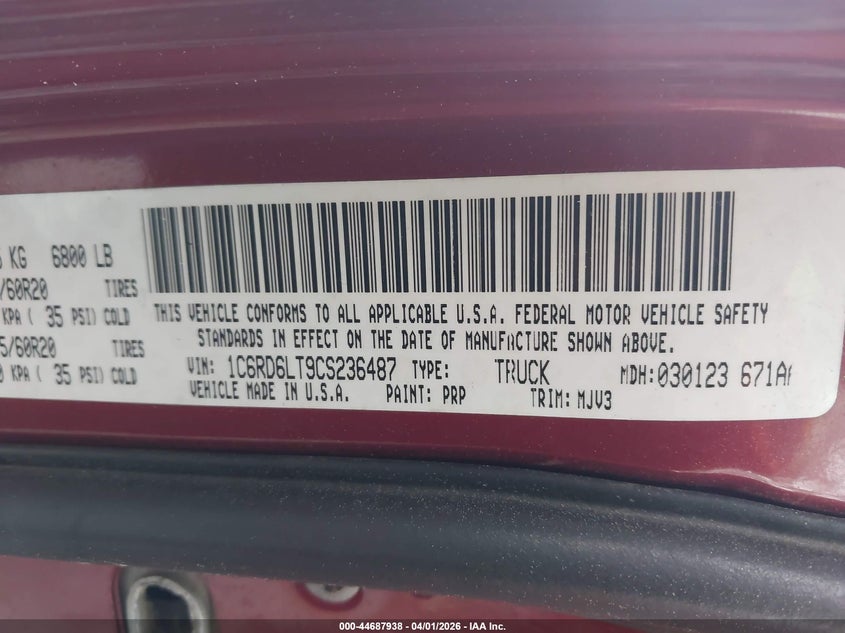 KG 6800 LB
/60R20 TIRES
KPA ( 35 PSI) COLD
5/60R20 TIRES
0 KPA ( 35 PSI) COLD
THIS VEHICLE CONFORMS TO ALL APPLICABLE U.S.A. FEDERAL MOTOR VEHICLE SAFETY
STANDARDS IN EFFECT ON THE DATE OF MANUFACTURE SHOWN ABOVE.
VIN: 1C6RD6LT9CS236487 TYPE: TRUCK MDH:030123 671A
VEHICLE MADE IN U.S.A. PAINT: PRP TRIM: MJV3
000-44687938 - 04/01/2026 - IAA Inc.